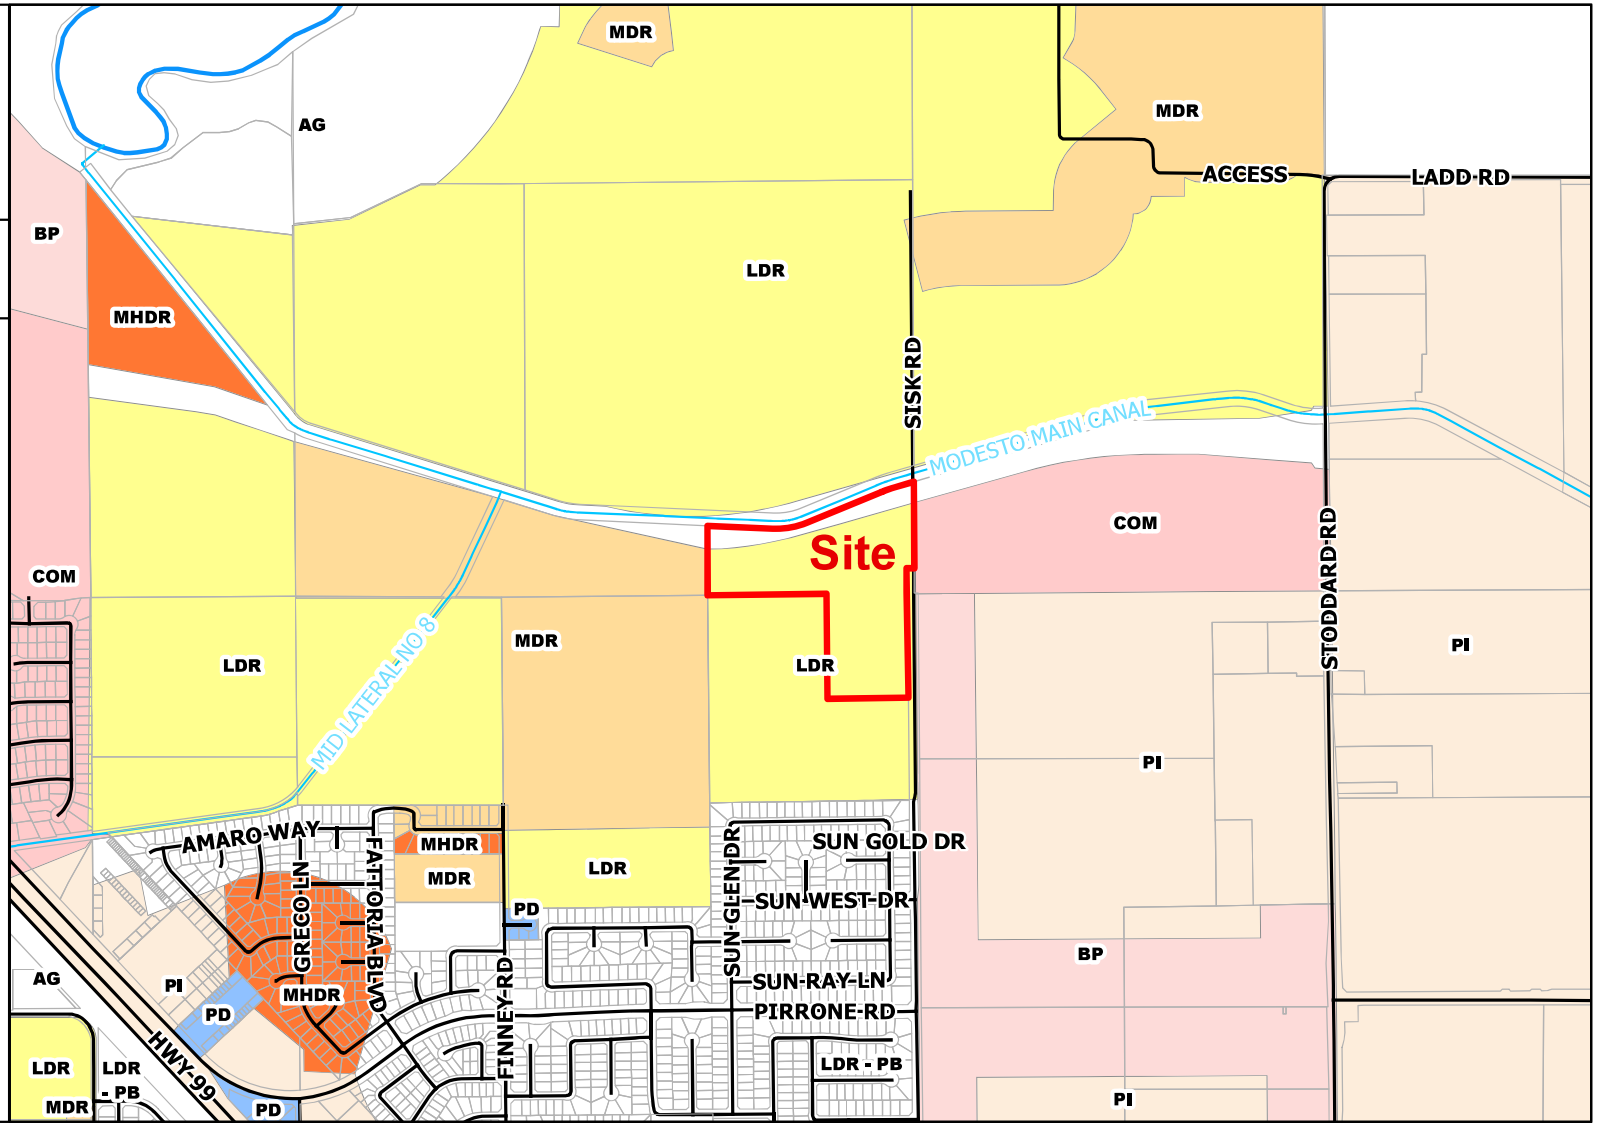 MDR
MDR
AG
ACCESS
LADD RD
BP
LDR
MHDR
SISK RD
MODESTO MAIN CANAL
COM
Site
COM
STODDARD RD
MDR
PI
LDR
LDR
MID LATERAL NO 8
PI
AMARO WAY
MHDR
SUN GOLD DR
FATTORIA BLVD
GRECO LN
MDR
LDR
SUN GLEN DR
SUN WEST DR
PD
BP
AG
PI
MHDR
SUN RAY LN
FINNEY RD
PD
PIRRONE RD
HWY-99
LDR
LDR
- PB
LDR - PB
MDR
PD
PI